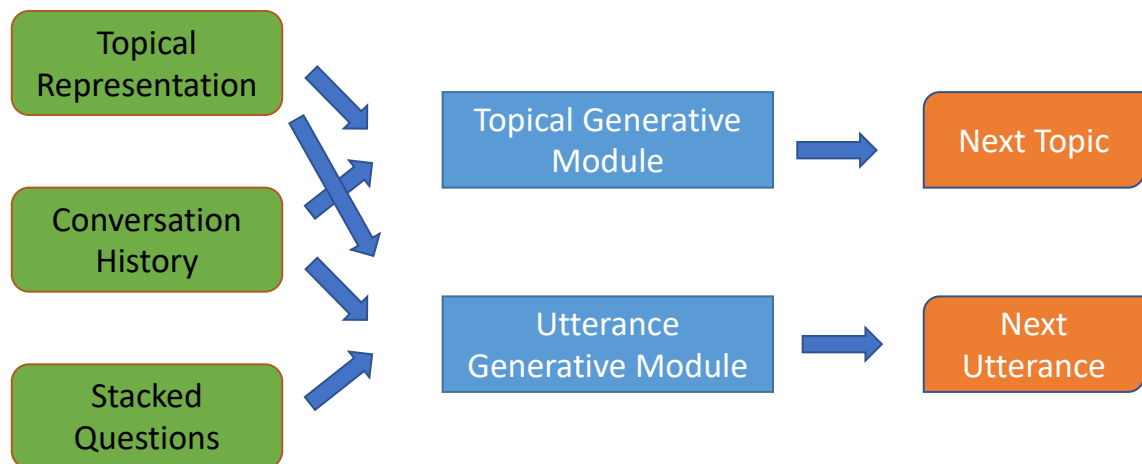 Topical
Representation
Topical Generative
Module
Next Topic
Conversation
History
Utterance
Generative Module
Next
Utterance
Stacked
Questions